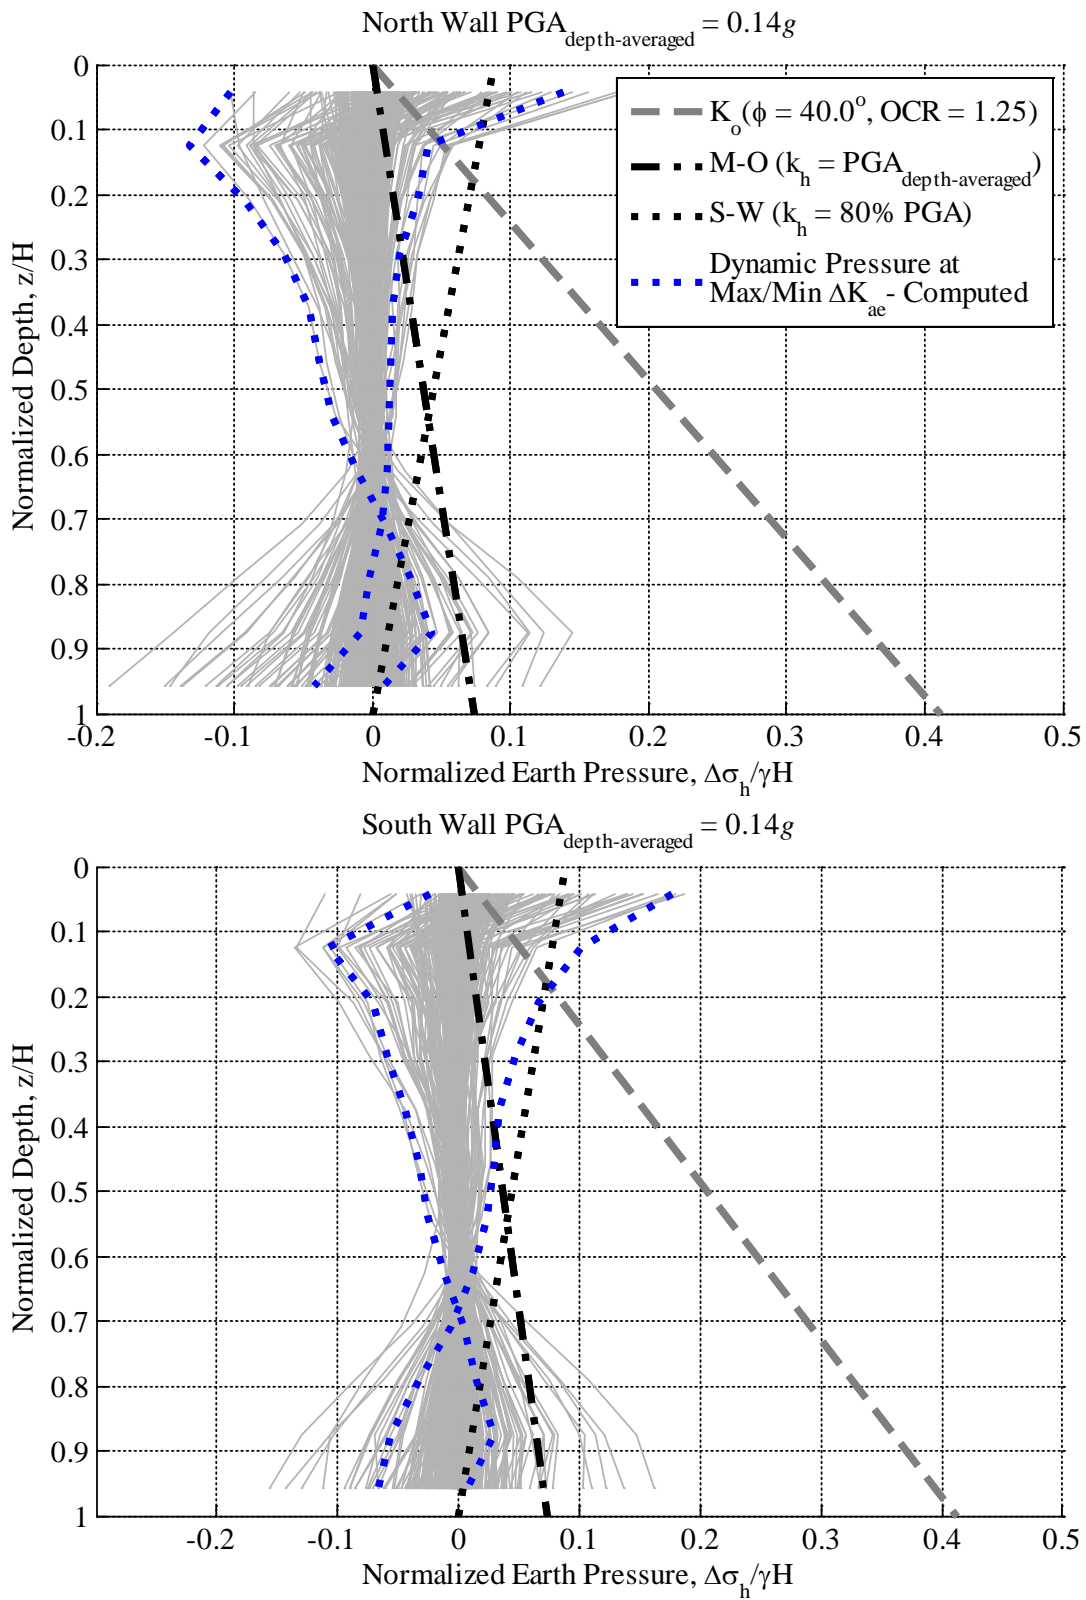 North Wall PGAdepth-averaged = 0.14g
0
0.1
0.2
0.3
0.4
0.5
0.6
0.7
0.8
0.9
1
Normalized Depth, z/H
Ko(ϕ = 40.0o, OCR = 1.25)
M-O (kh = PGAdepth-averaged)
S-W (kh = 80% PGA)
Dynamic Pressure at
Max/Min ΔKae- Computed
-0.2 -0.1 0 0.1 0.2 0.3 0.4 0.5
Normalized Earth Pressure, Δσh/γH
South Wall PGAdepth-averaged = 0.14g
0
0.1
0.2
0.3
0.4
0.5
0.6
0.7
0.8
0.9
1
Normalized Depth, z/H
-0.2 -0.1 0 0.1 0.2 0.3 0.4 0.5
Normalized Earth Pressure, Δσh/γH